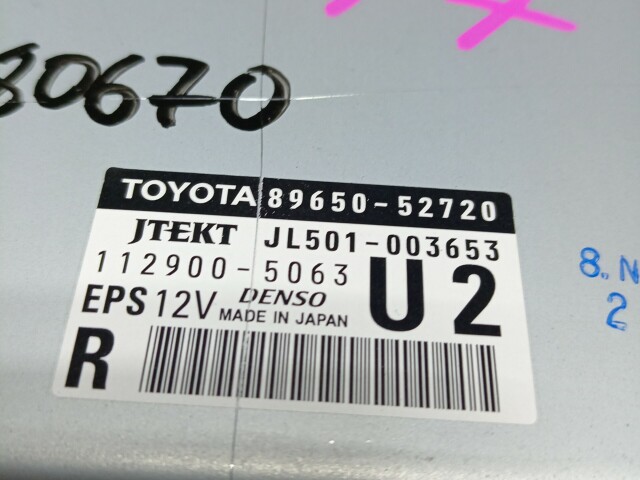 80670
TOYOTA 89650-52720
JTEKT JL501-003653
112900-5063 U2
EPS 12V DENSO
MADE IN JAPAN
R
8.N
2